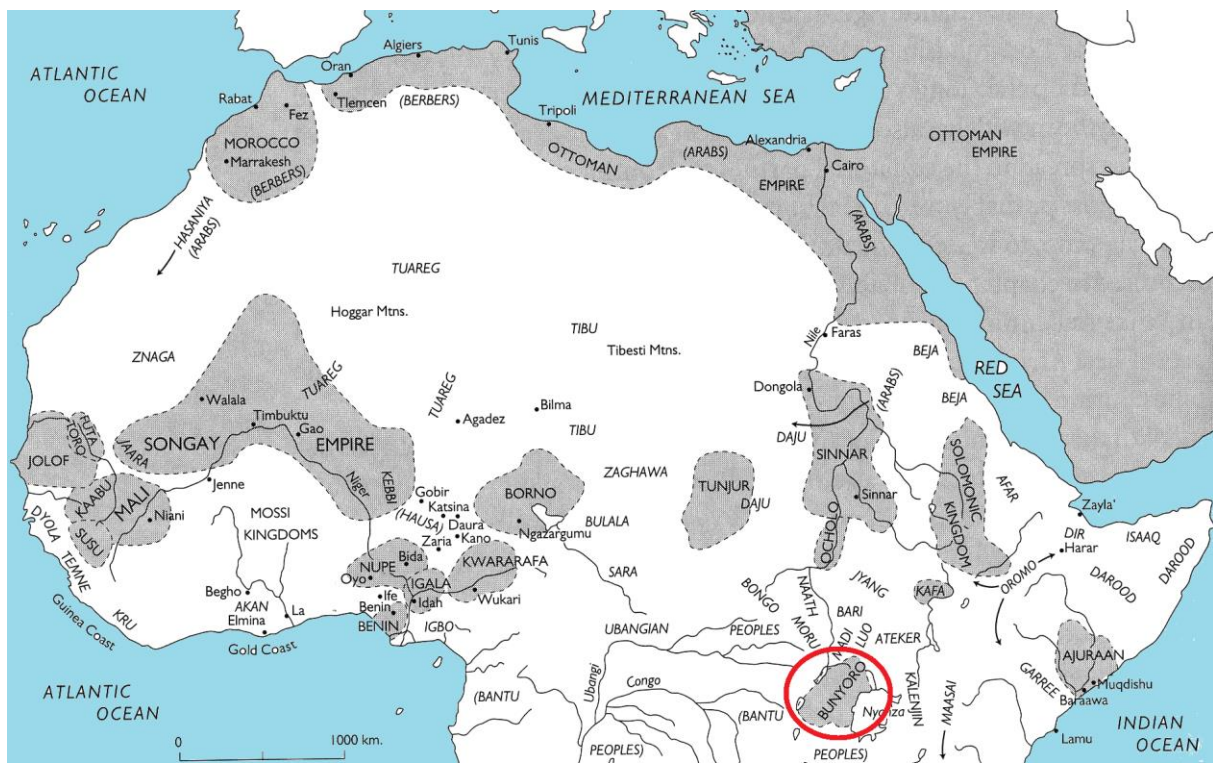 ATLANTIC
OCEAN
Algiers
Tunis
Oran
Rabat
Fez
Tlemcen
(BERBERS)
MEDITERRANEAN SEA
Tripoli
MOROCCO
Marrakesh
(BERBERS)
OTTOMAN
(ARABS)
Alexandria
EMPIRE
Cairo
OTTOMAN
EMPIRE
HASANIYA
(ARABS)
(ARABS)
TUAREG
Hoggar Mtns.
TIBU
Tibesti Mtns.
ZNAGA
Nile
Faras
BEJA
RED
SEA
TUAREG
Walala
TUAREG
Agadez
Bilma
TIBU
Dongola
(ARABS)
BEJA
Timbuktu
Gao
FUTA
TORO
JAARA
SONGAY
EMPIRE
DAJU
JOLOF
ZAGHAWA
SINNAR
SOLOMONIC
KINGDOM
AFAR
KAABU
MALI
Jenne
Niger
KEBBI
Gobir
Katsina
(HAUSA)
Daura
Kano
Zaria
BORNO
Ngazargumu
BULALA
TUNJUR
DAJU
Sinnar
Zayla'
Niani
MOSSI
KINGDOMS
DYOLA
SUSU
TEMNE
DIR
Harar
ISAAQ
DAROOD
DAROOD
OCHOLO
NUPE
Bida
KWARARAFA
SARA
Oyo
IGALA
Wukari
Ife
Idah
Benin
BENIN
IGBO
Begho
AKAN
Elmina
La
KRU
Guinea Coast
Gold Coast
BONGO
NAATH
JYANG
KAFA
OROMO
MORU
BARI
MADI
LUO
ATEKER
UBANGIAN
PEOPLES
AJURAAN
GARREE
Muqdishu
Baraawa
BUNYORO
KALENJIN
MAASAI
Nyanza
ATLANTIC
OCEAN
(BANTU
Ubangi
Congo
(BANTU
PEOPLES)
PEOPLES)
Lamu
INDIAN
OCEAN
0
1000 km.